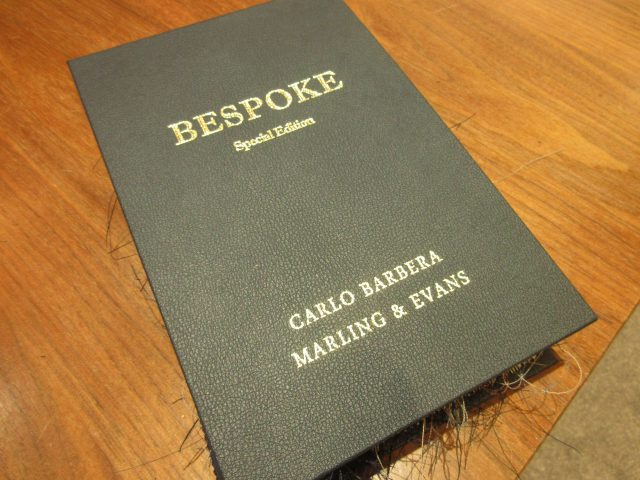 BESPOKE
Special Edition
CARLO BARBERA
MARLING & EVANS